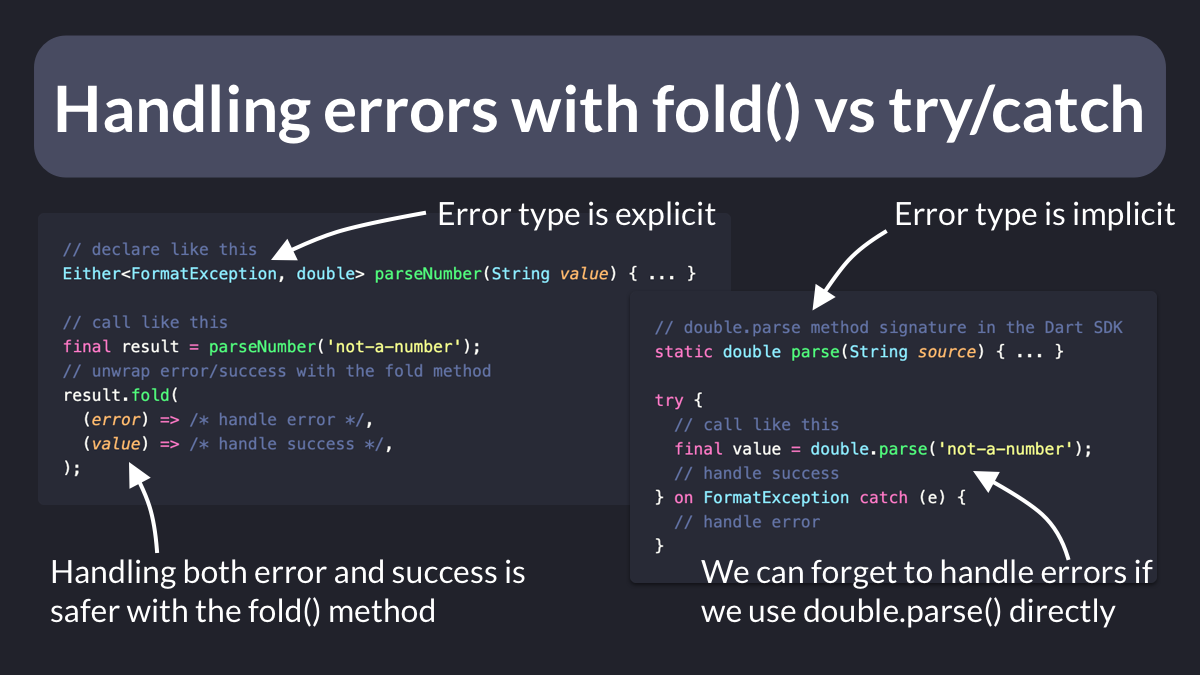 Handling errors with fold() vs try/catch
Error type is explicit
// declare like this
Either<FormatException, double> parseNumber(String value) { ... }
// call like this
final result = parseNumber('not-a-number');
// unwrap error/success with the fold method
result.fold(
  (error) => /* handle error */,
  (value) => /* handle success */,
);
Handling both error and success is
safer with the fold() method
Error type is implicit
// double.parse method signature in the Dart SDK
static double parse(String source) { ... }
try {
  // call like this
  final value = double.parse('not-a-number');
  // handle success
} on FormatException catch (e) {
  // handle error
}
We can forget to handle errors if
we use double.parse() directly